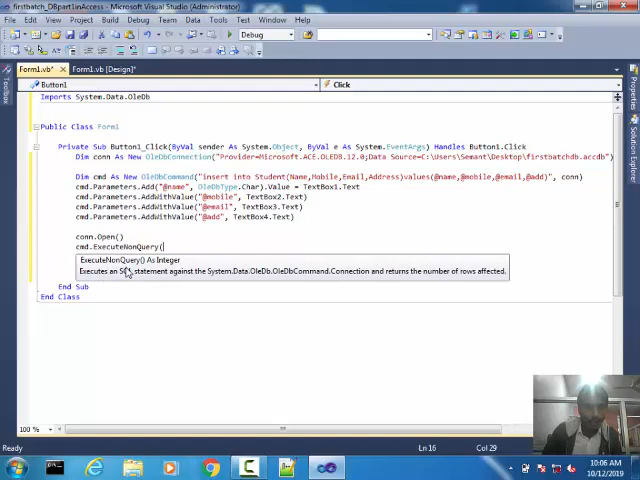 firstbatch_DBpart1inAccess - Microsoft Visual Studio (Administrator)
File Edit View Project Build Debug Team Data Tools Test Window Help
Debug
Form1.vb* Form1.vb [Design]*
Button1 Click
Imports System.Data.OleDb
Public Class Form1
Private Sub Button1_Click(ByVal sender As System.Object, ByVal e As System.EventArgs) Handles Button1.Click
Dim conn As New OleDbConnection("Provider=Microsoft.ACE.OLEDB.12.0;Data Source=C:\Users\Semant\Desktop\firstbatchdb.accdb")
Dim cmd As New OleDbCommand("insert into Student(Name,Mobile,Email,Address)values(@name,@mobile,@email,@add)", conn)
cmd.Parameters.Add("@name", OleDbType.Char).Value = TextBox1.Text
cmd.Parameters.AddWithValue("@mobile", TextBox2.Text)
cmd.Parameters.AddWithValue("@email", TextBox3.Text)
cmd.Parameters.AddWithValue("@add", TextBox4.Text)
conn.Open()
cmd.ExecuteNonQuery(
ExecuteNonQuery() As Integer
Executes an SQL statement against the System.Data.OleDb.OleDbCommand.Connection and returns the number of rows affected.
End Sub
End Class
Toolbox
Properties
Solution Explorer
100 %
Ready Ln 16 Col 29
10:06 AM
10/12/2019